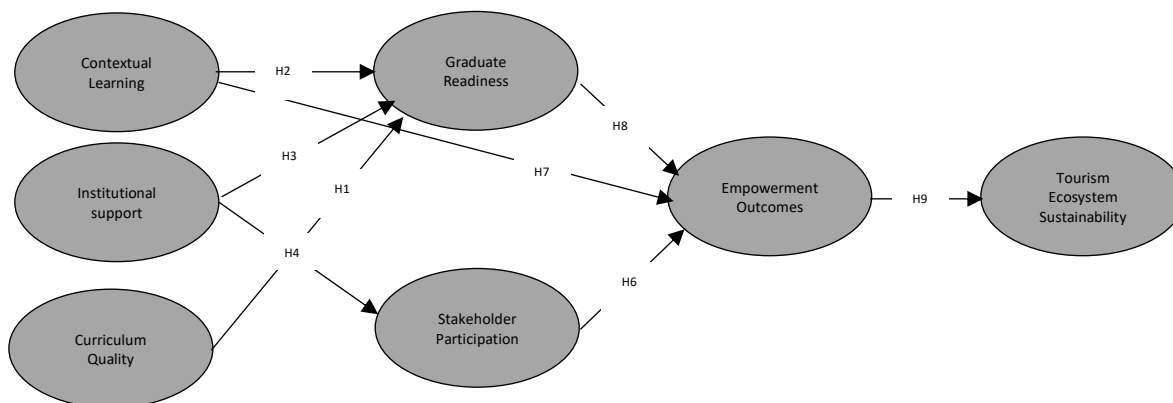 Contextual
Learning
H2
Graduate
Readiness
H8
H3
H1
H7
Institutional
support
Empowerment
Outcomes
H9
Tourism
Ecosystem
Sustainability
H4
H6
Curriculum
Quality
Stakeholder
Participation